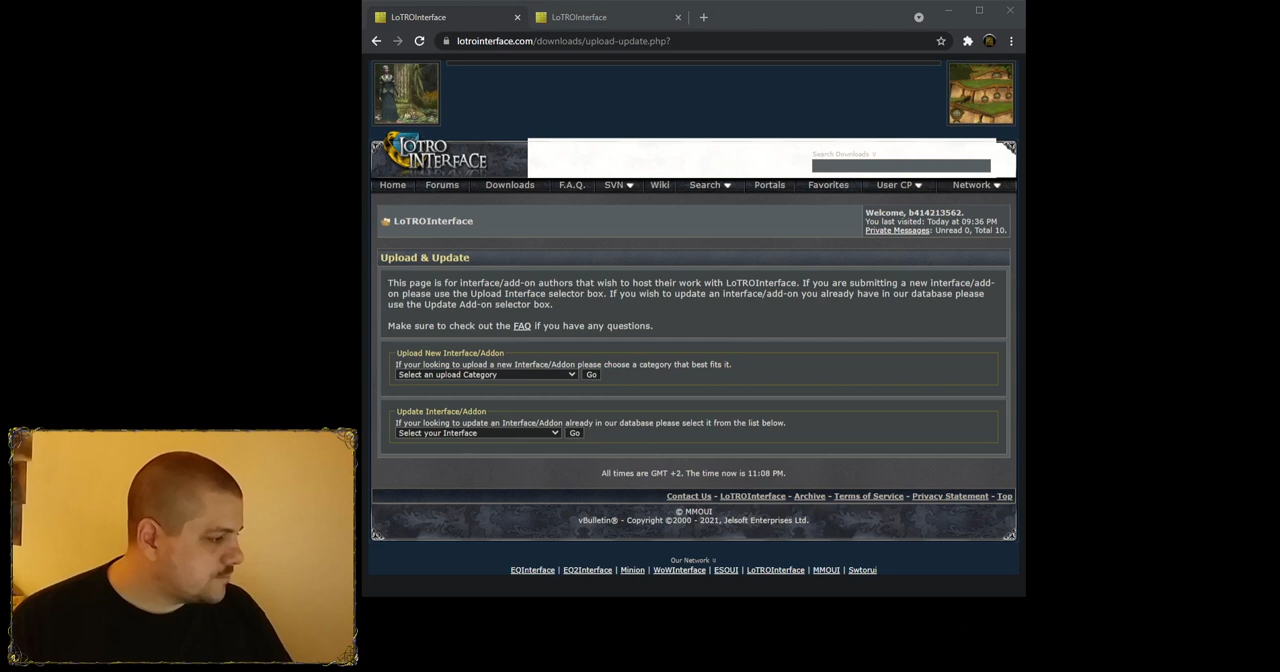 LoTROInterface
LoTROInterface
lotrointerface.com/downloads/upload-update.php?
LOTRO
INTERFACE
Search Downloads
Home Forums Downloads F.A.Q. SVN Wiki Search Portals Favorites User CP Network
LoTROInterface
Welcome, b414213562.
You last visited: Today at 09:36 PM
Private Messages: Unread 0, Total 10.
Upload & Update
This page is for interface/add-on authors that wish to host their work with LoTROInterface. If you are submitting a new interface/add-
on please use the Upload Interface selector box. If you wish to update an interface/add-on you already have in our database please
use the Update Add-on selector box.
Make sure to check out the FAQ if you have any questions.
Upload New Interface/Addon
If your looking to upload a new Interface/Addon please choose a category that best fits it.
Select an upload Category Go
Update Interface/Addon
If your looking to update an Interface/Addon already in our database please select it from the list below.
Select your Interface Go
All times are GMT +2. The time now is 11:08 PM.
Contact Us - LoTROInterface - Archive - Terms of Service - Privacy Statement - Top
© MMOUI
vBulletin® - Copyright ©2000 - 2021, Jelsoft Enterprises Ltd.
Our Network
EQInterface | EQ2Interface | Minion | WoWInterface | ESOUI | LoTROInterface | MMOUI | Swtorui